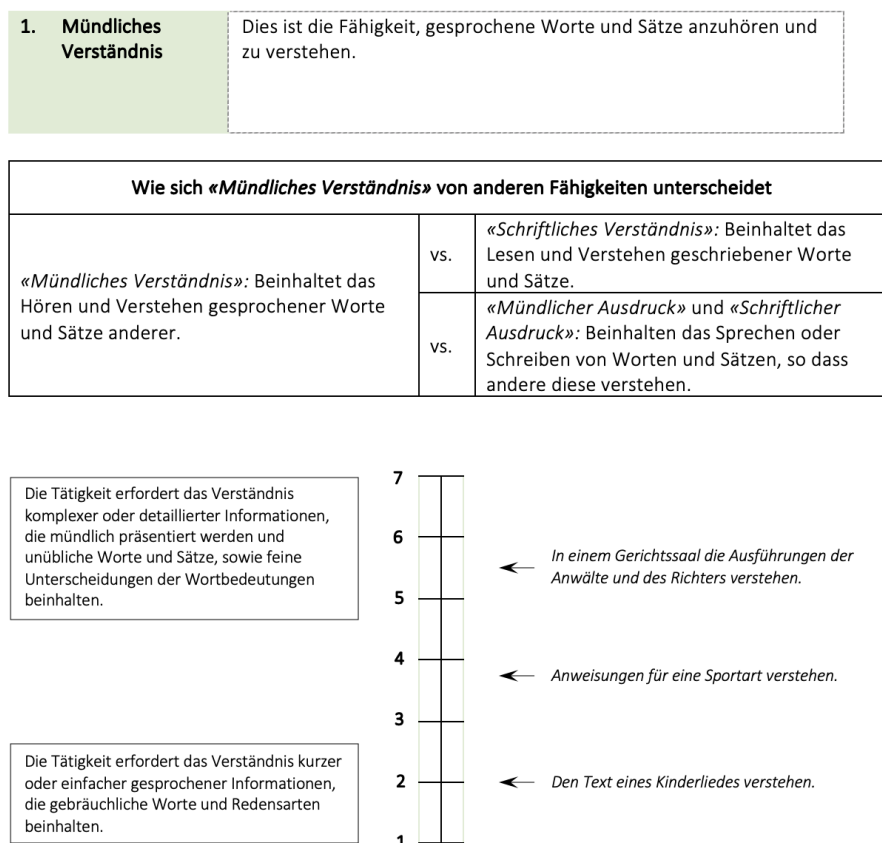 1. Mündliches
Verständnis
Dies ist die Fähigkeit, gesprochene Worte und Sätze anzuhören und
zu verstehen.
Wie sich «Mündliches Verständnis» von anderen Fähigkeiten unterscheidet
«Mündliches Verständnis»: Beinhaltet das
Hören und Verstehen gesprochener Worte
und Sätze anderer.
vs.
«Schriftliches Verständnis»: Beinhaltet das
Lesen und Verstehen geschriebener Worte
und Sätze.
vs.
«Mündlicher Ausdruck» und «Schriftlicher
Ausdruck»: Beinhalten das Sprechen oder
Schreiben von Worten und Sätzen, so dass
andere diese verstehen.
Die Tätigkeit erfordert das Verständnis
komplexer oder detaillierter Informationen,
die mündlich präsentiert werden und
unübliche Worte und Sätze, sowie feine
Unterscheidungen der Wortbedeutungen
beinhalten.
7
6
In einem Gerichtssaal die Ausführungen der
Anwälte und des Richters verstehen.
5
4
Anweisungen für eine Sportart verstehen.
3
Die Tätigkeit erfordert das Verständnis kurzer
oder einfacher gesprochener Informationen,
die gebräuchliche Worte und Redensarten
beinhalten.
2
Den Text eines Kinderliedes verstehen.
1